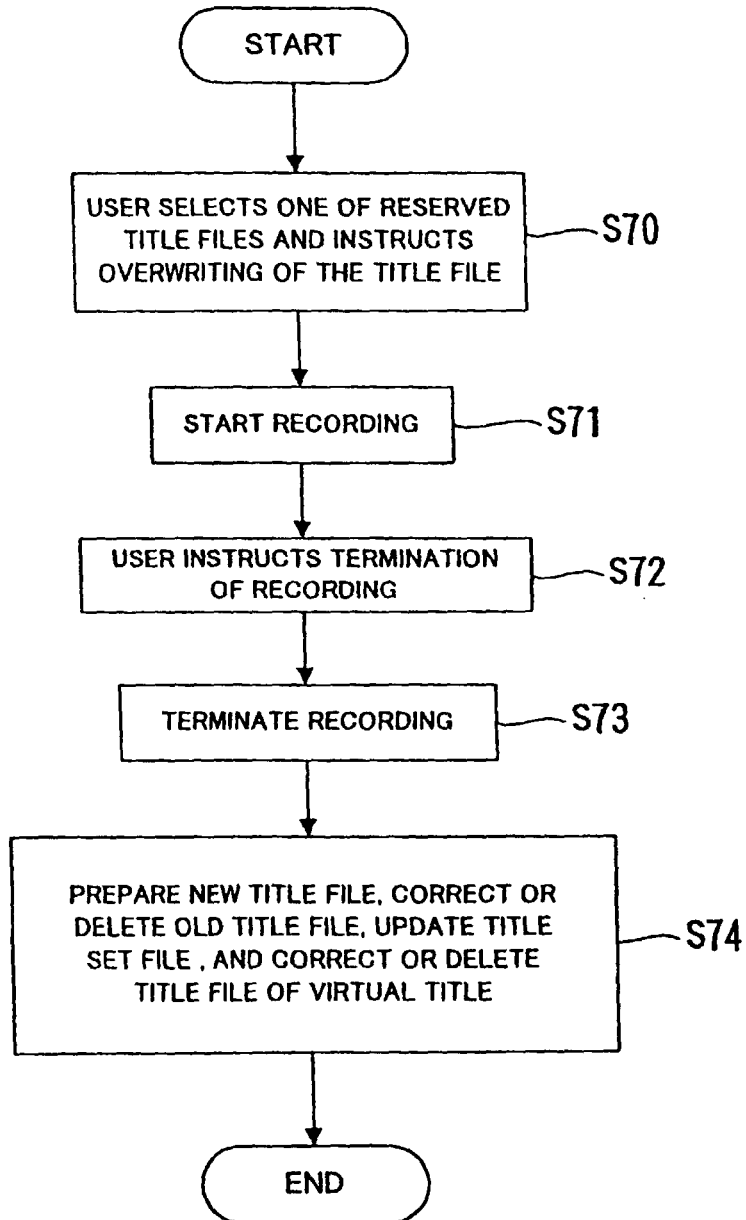 START
USER SELECTS ONE OF RESERVED
TITLE FILES AND INSTRUCTS
OVERWRITING OF THE TITLE FILE
S70
START RECORDING
S71
USER INSTRUCTS TERMINATION
OF RECORDING
S72
TERMINATE RECORDING
S73
PREPARE NEW TITLE FILE, CORRECT OR
DELETE OLD TITLE FILE, UPDATE TITLE
SET FILE , AND CORRECT OR DELETE
TITLE FILE OF VIRTUAL TITLE
S74
END